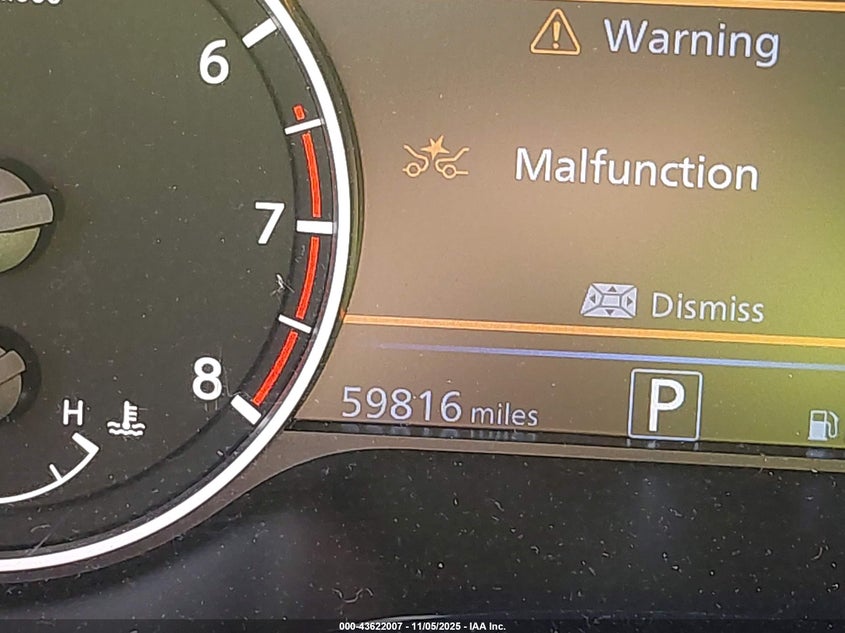 6
Warning
Malfunction
7
Dismiss
8
59816 miles
P
H
000-43622007 - 11/05/2025 - IAA Inc.